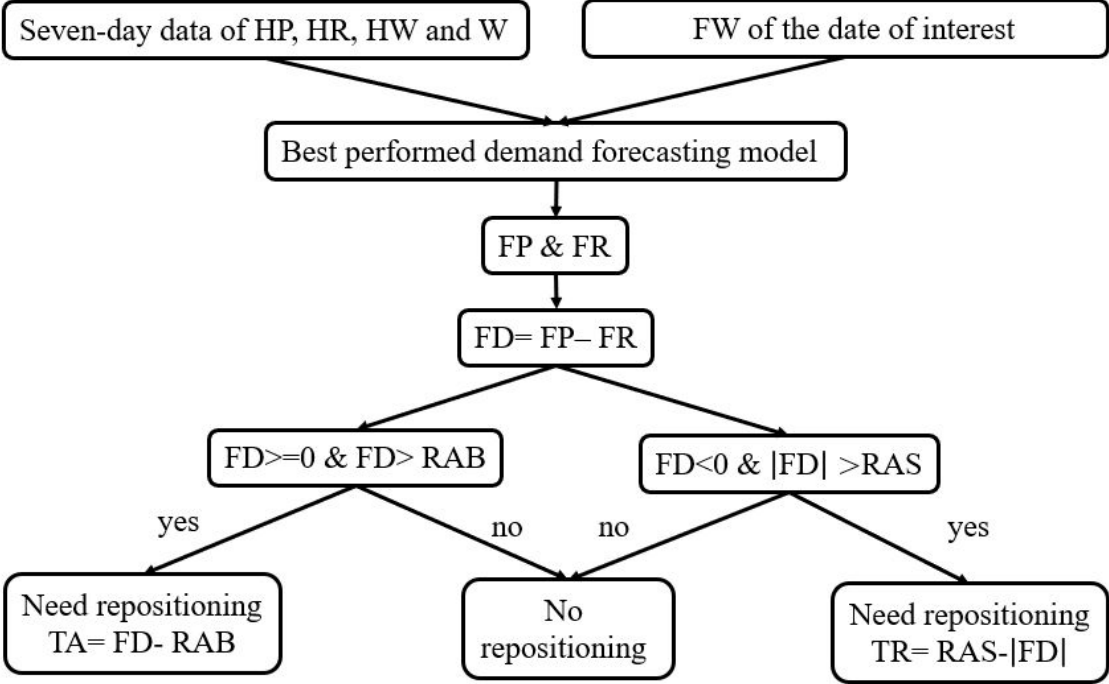 Seven-day data of HP, HR, HW and W
FW of the date of interest
Best performed demand forecasting model
FP & FR
FD= FP– FR
FD>=0 & FD> RAB
FD<0 & |FD| >RAS
yes
no
no
yes
Need repositioning
TA= FD- RAB
No
repositioning
Need repositioning
TR= RAS-|FD|